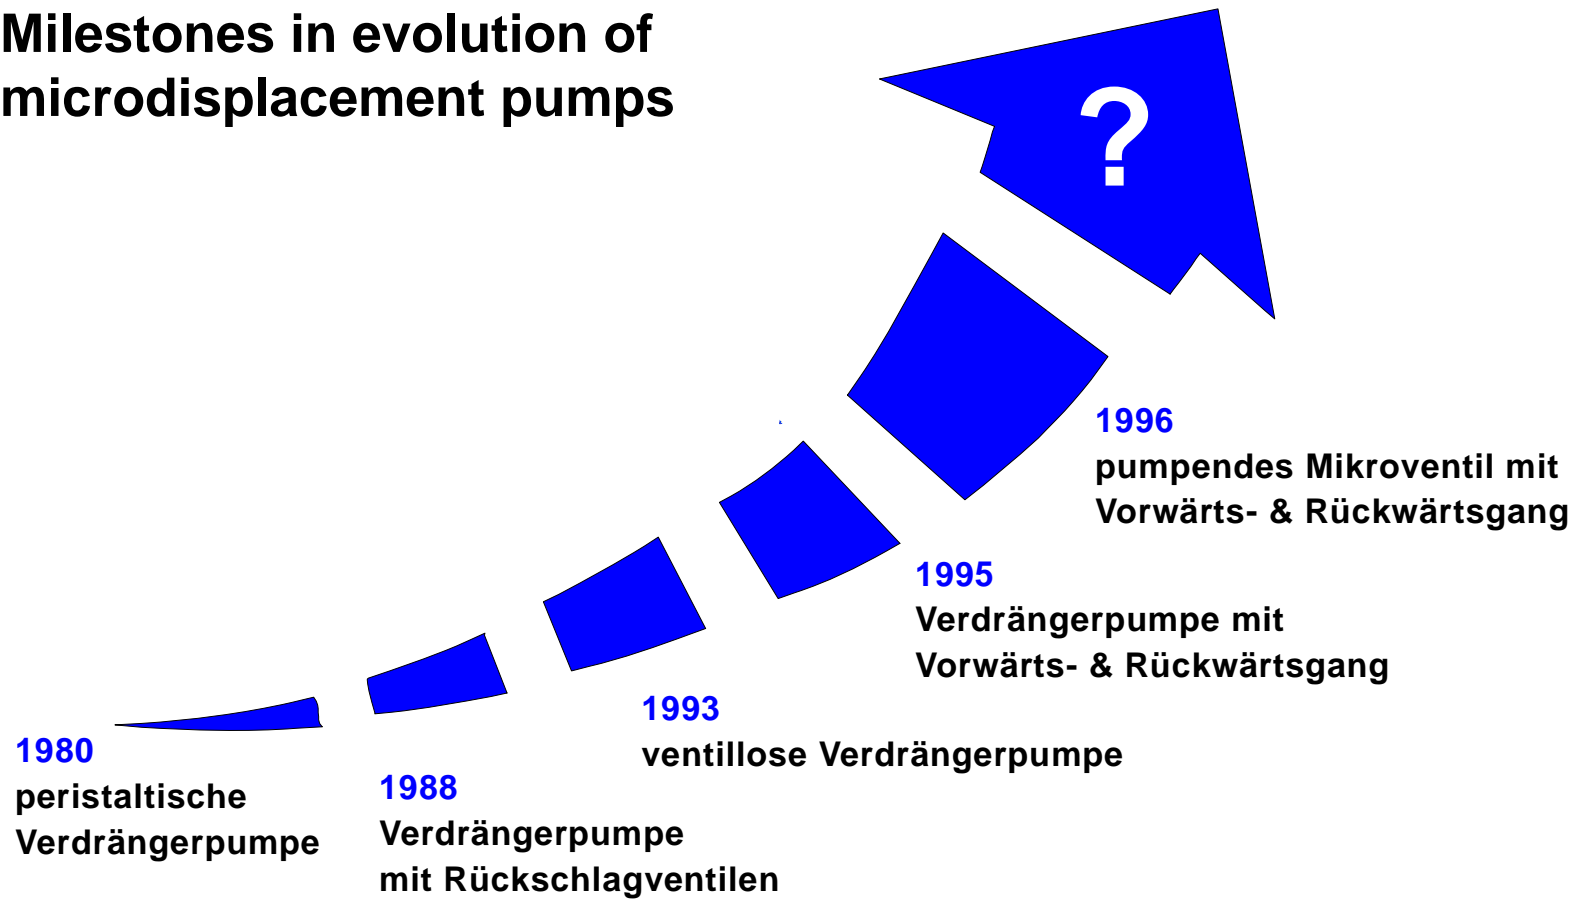 Milestones in evolution of
microdisplacement pumps
?
1996
pumpendes Mikroventil mit
Vorwärts- & Rückwärtsgang
1995
Verdrängerpumpe mit
Vorwärts- & Rückwärtsgang
1993
ventillose Verdrängerpumpe
1980
peristaltische
Verdrängerpumpe
1988
Verdrängerpumpe
mit Rückschlagventilen